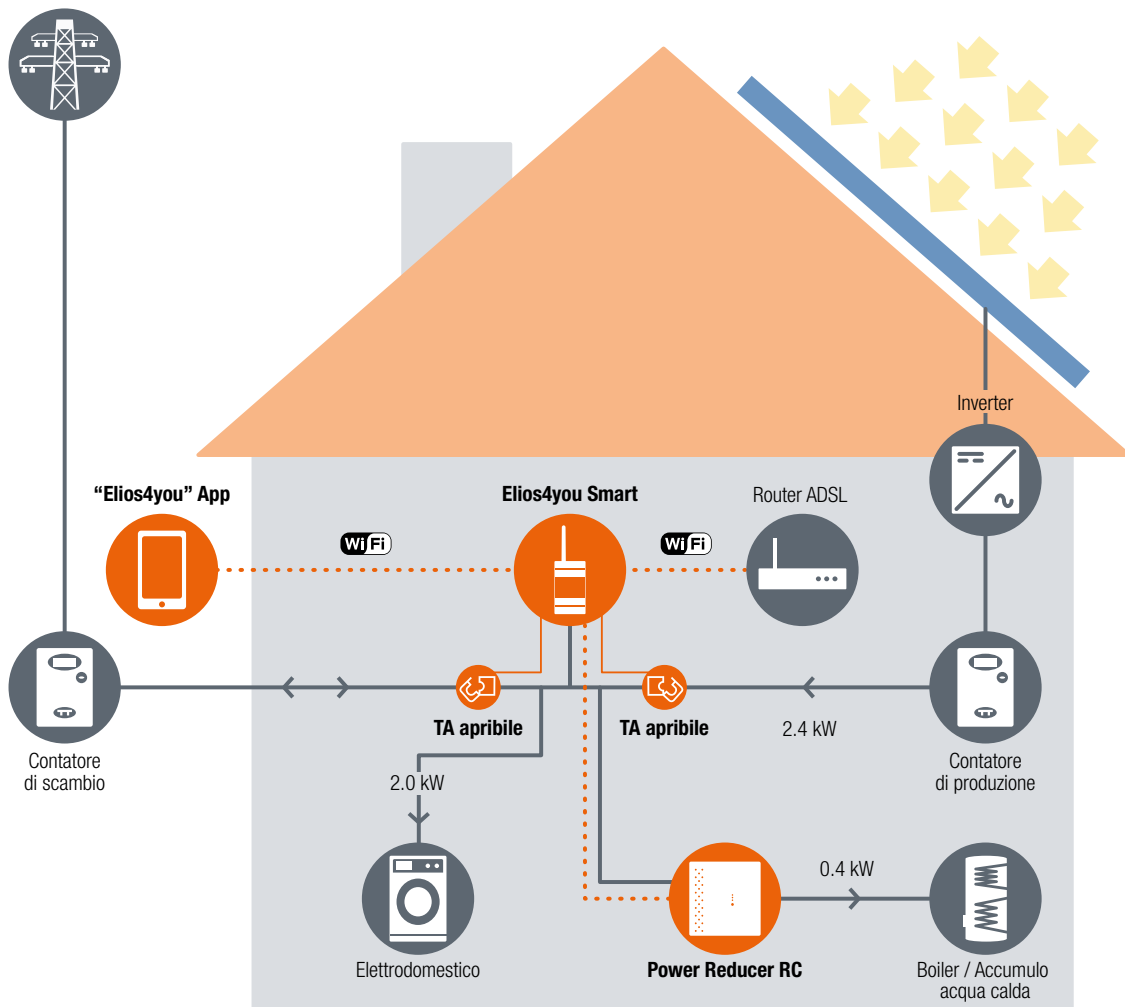 Inverter
“Elios4you” App
Elios4you Smart
Router ADSL
WiFi
WiFi
TA apribile
TA apribile
2.4 kW
Contatore
di scambio
Contatore
di produzione
2.0 kW
0.4 kW
Elettrodomestico
Power Reducer RC
Boiler / Accumulo
acqua calda